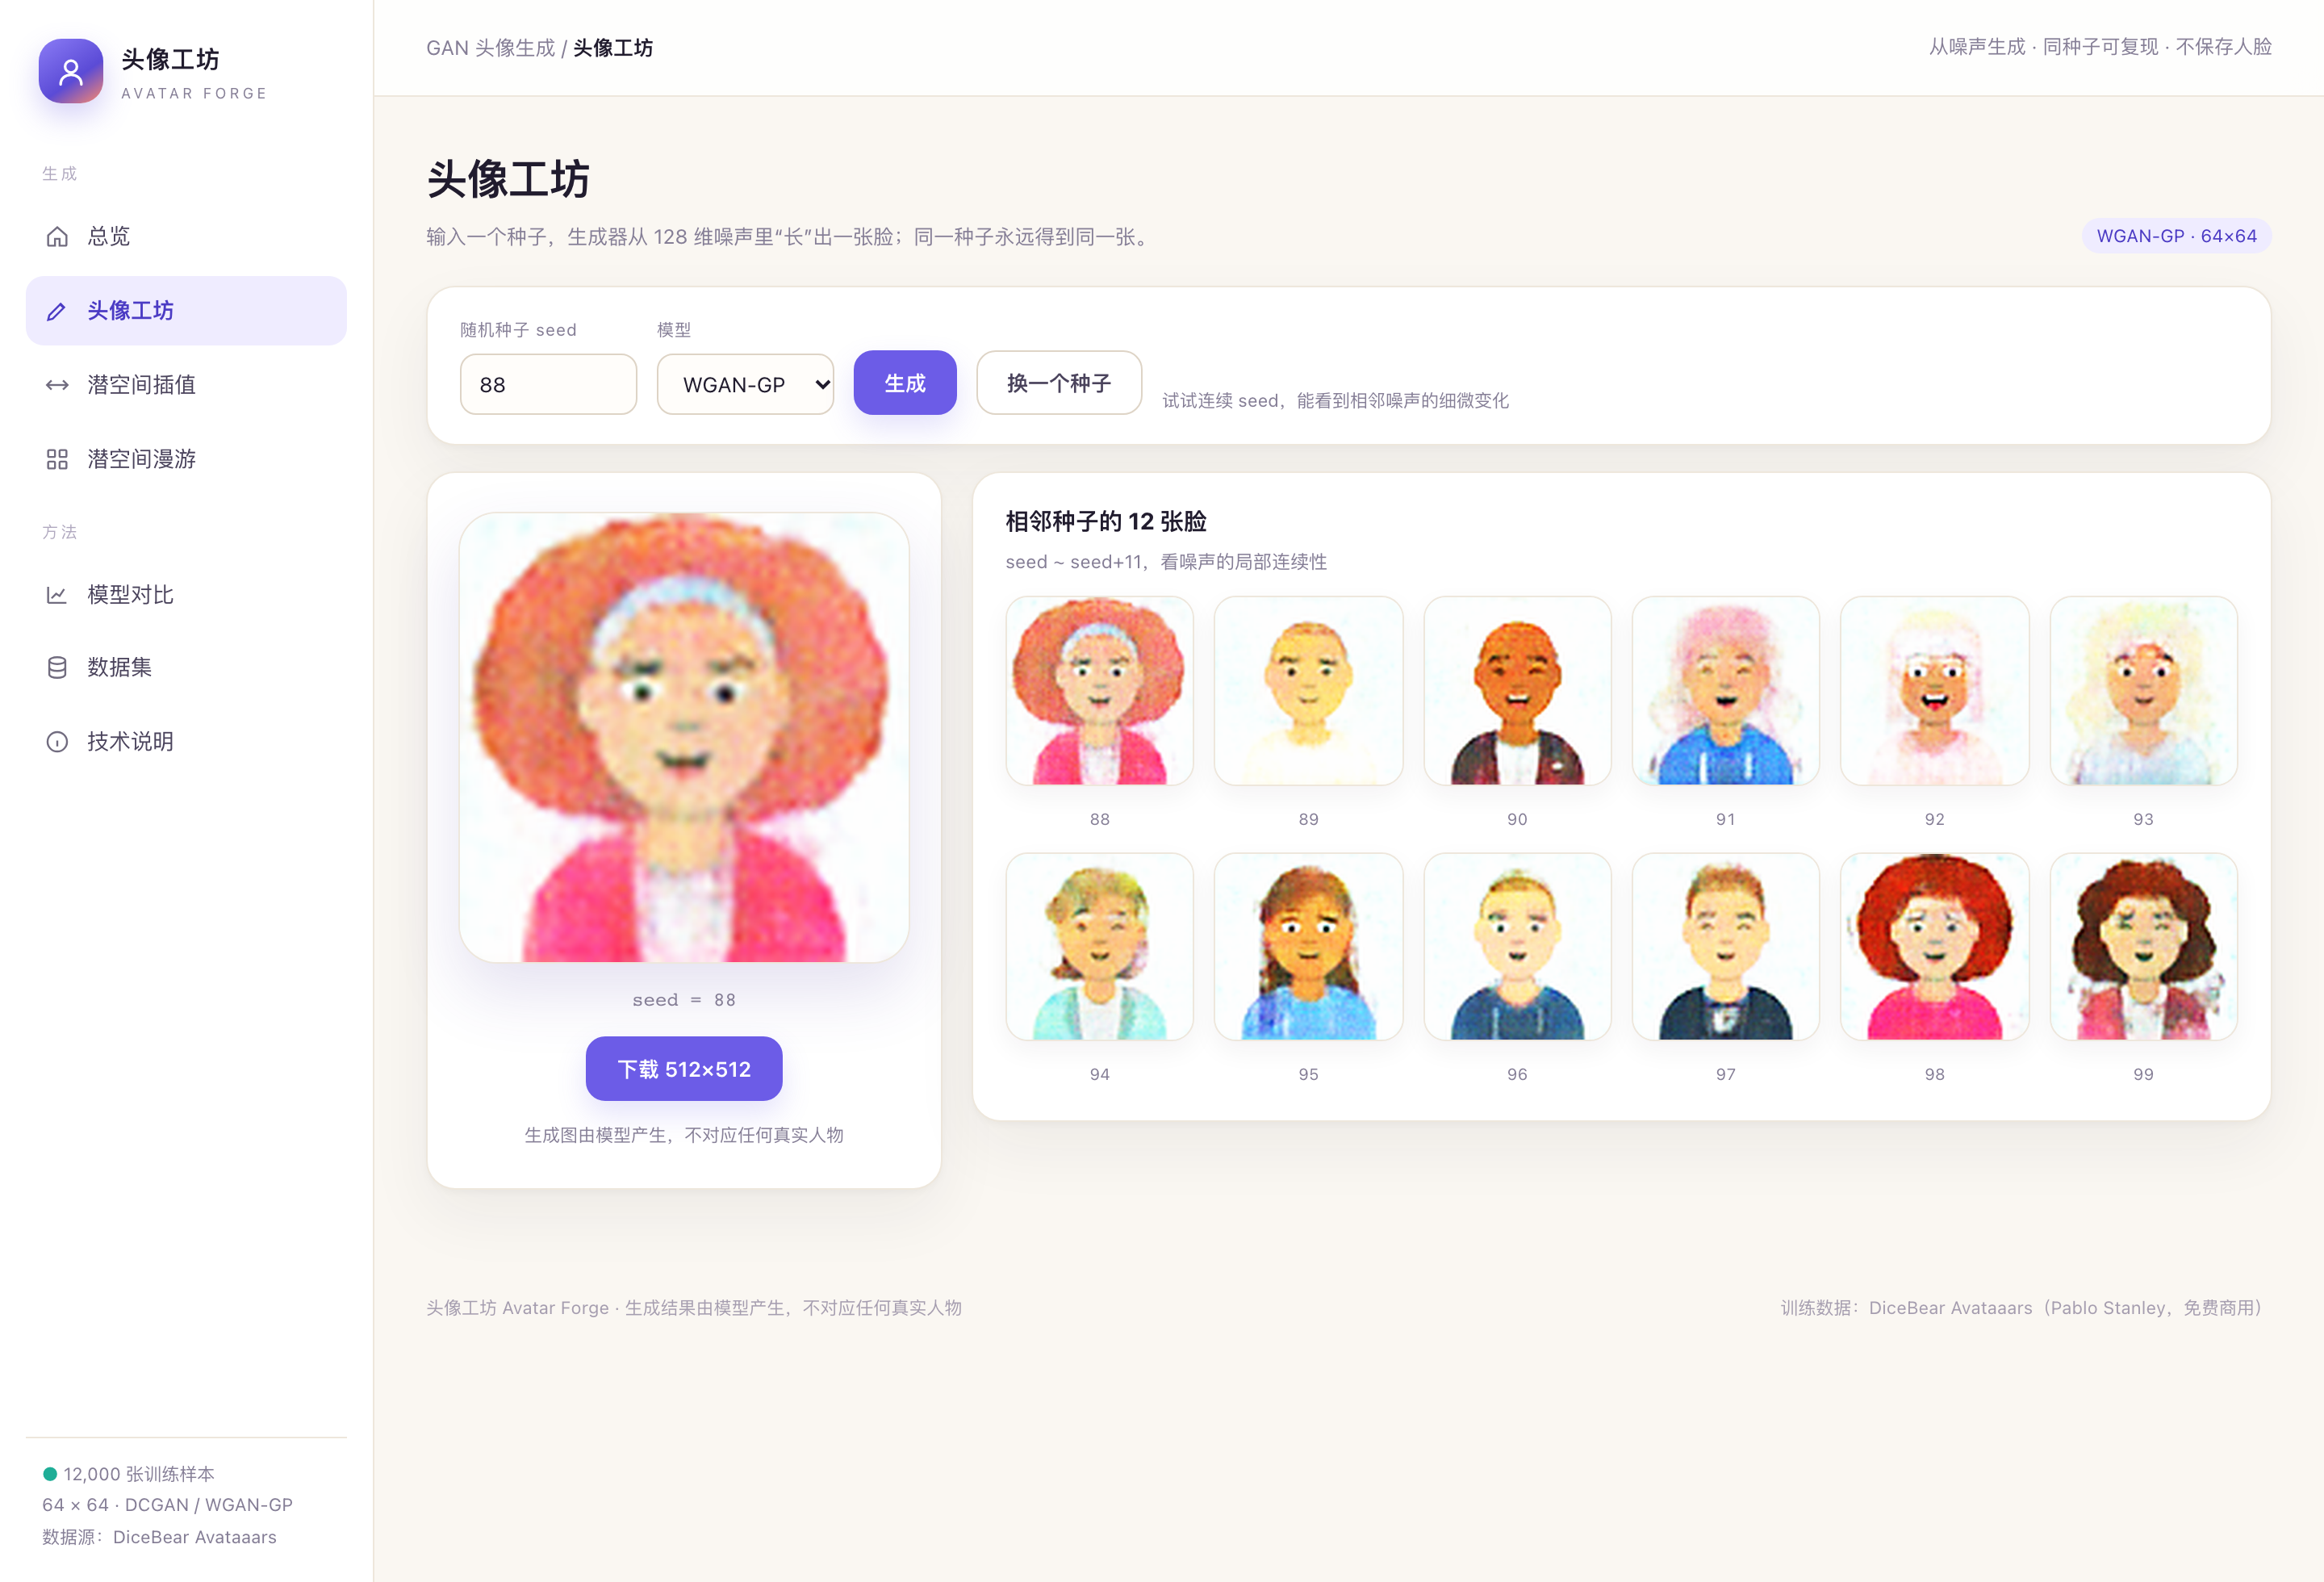 头像工坊
AVATAR FORGE
生成
总览
头像工坊
潜空间插值
潜空间漫游
方法
模型对比
数据集
技术说明
12,000 张训练样本
64 × 64 · DCGAN / WGAN-GP
数据源：DiceBear Avataaars
GAN 头像生成 / 头像工坊
从噪声生成 · 同种子可复现 · 不保存人脸
头像工坊
输入一个种子，生成器从 128 维噪声里“长”出一张脸；同一种子永远得到同一张。
WGAN-GP · 64×64
随机种子 seed
模型
88
WGAN-GP
生成
换一个种子
试试连续 seed，能看到相邻噪声的细微变化
seed = 88
下载 512×512
生成图由模型产生，不对应任何真实人物
相邻种子的 12 张脸
seed ~ seed+11，看噪声的局部连续性
88
89
90
91
92
93
94
95
96
97
98
99
头像工坊 Avatar Forge · 生成结果由模型产生，不对应任何真实人物
训练数据：DiceBear Avataaars（Pablo Stanley，免费商用）